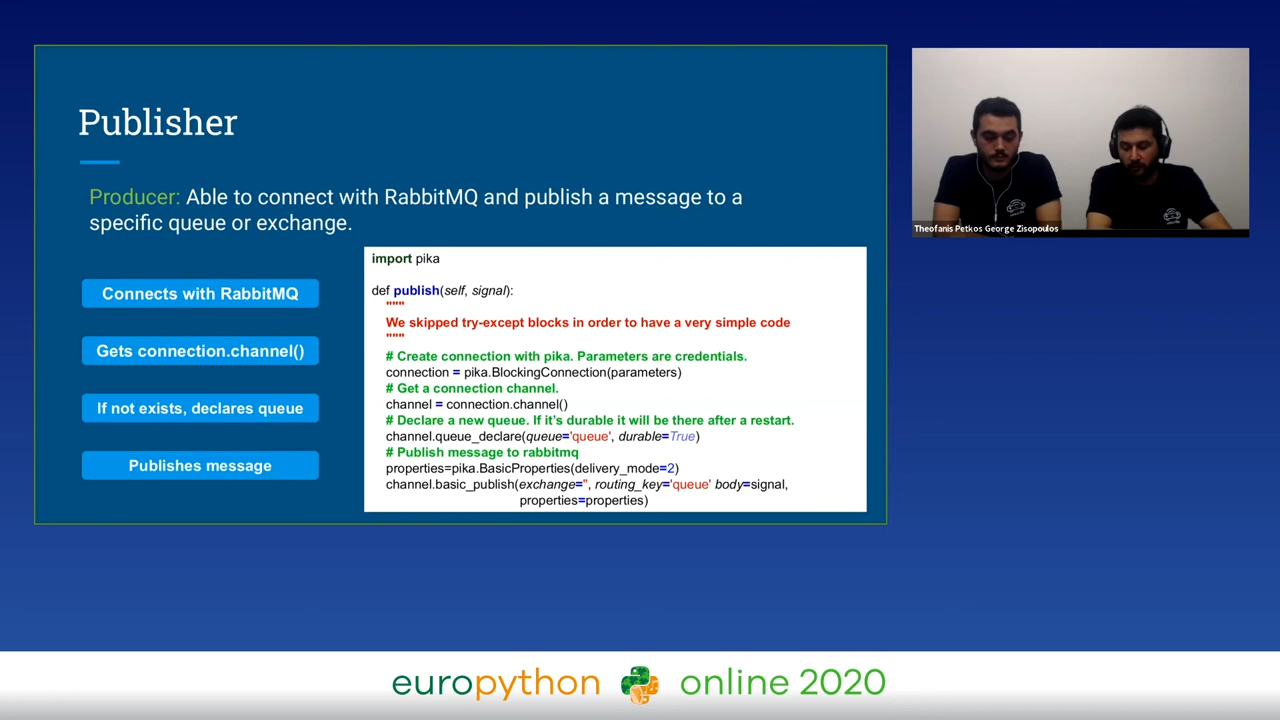 Publisher
Producer: Able to connect with RabbitMQ and publish a message to a
specific queue or exchange.
Connects with RabbitMQ
Gets connection.channel()
If not exists, declares queue
Publishes message
import pika
def publish(self, signal):
"""
We skipped try-except blocks in order to have a very simple code
"""
# Create connection with pika. Parameters are credentials.
connection = pika.BlockingConnection(parameters)
# Get a connection channel.
channel = connection.channel()
# Declare a new queue. If it's durable it will be there after a restart.
channel.queue_declare(queue='queue', durable=True)
# Publish message to rabbitmq
properties=pika.BasicProperties(delivery_mode=2)
channel.basic_publish(exchange='', routing_key='queue' body=signal,
properties=properties)
Theofanis Petkos George Zisopoulos
europython online 2020